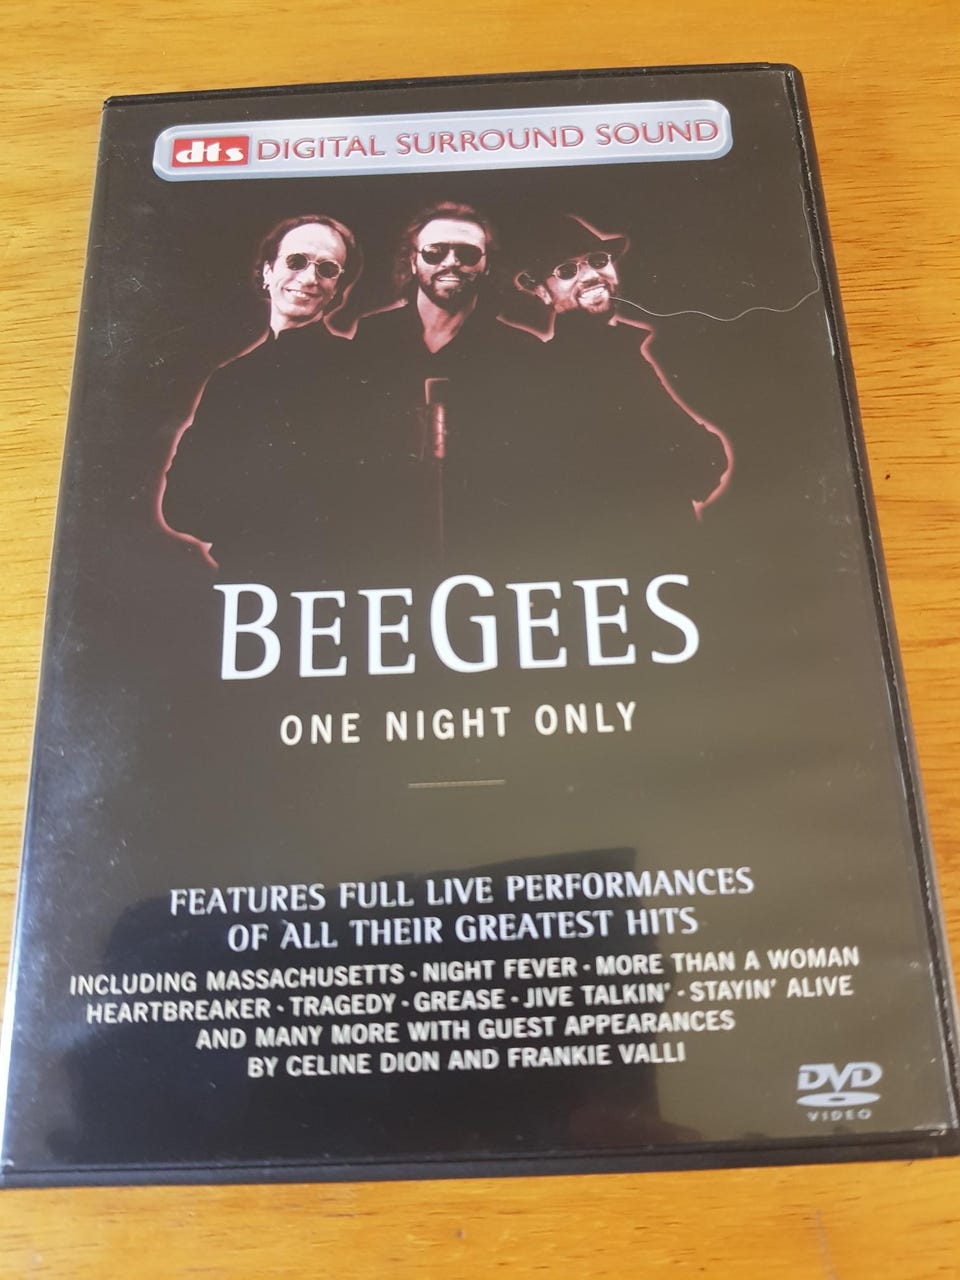 dts DIGITAL SURROUND SOUND
BEEGEES
ONE NIGHT ONLY
FEATURES FULL LIVE PERFORMANCES
OF ALL THEIR GREATEST HITS
INCLUDING MASSACHUSETTS · NIGHT FEVER · MORE THAN A WOMAN
HEARTBREAKER · TRAGEDY · GREASE · JIVE TALKIN' · STAYIN' ALIVE
AND MANY MORE WITH GUEST APPEARANCES
BY CELINE DION AND FRANKIE VALLI
DVD
VIDEO